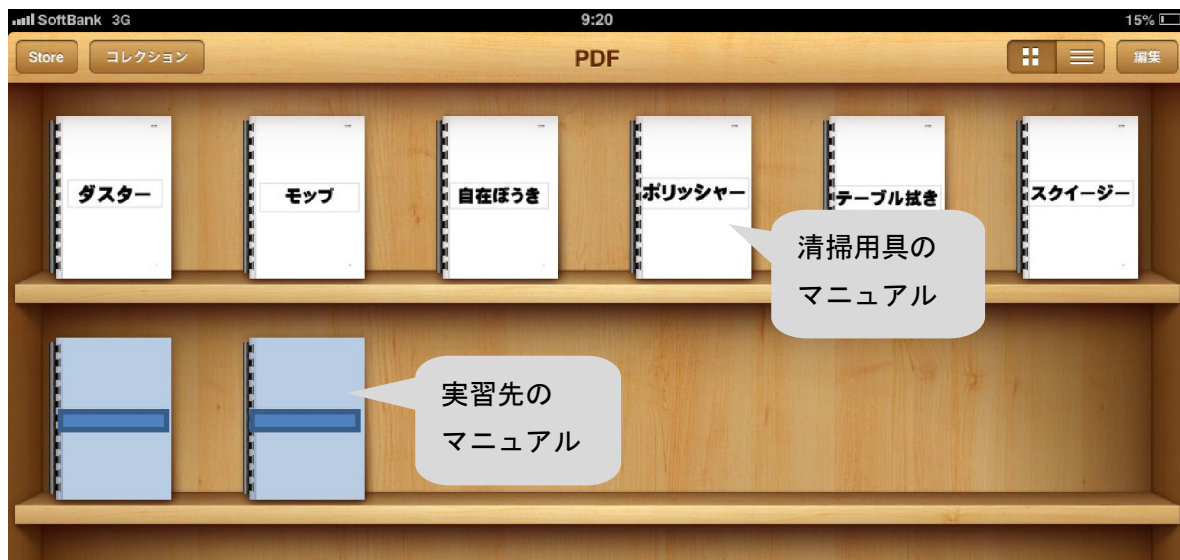 SoftBank 3G 9:20 15%
Store コレクション PDF 編集
ダスター モップ 自在ぼうき ポリッシャー テーブル拭き スクイージー
清掃用具の
マニュアル
実習先の
マニュアル